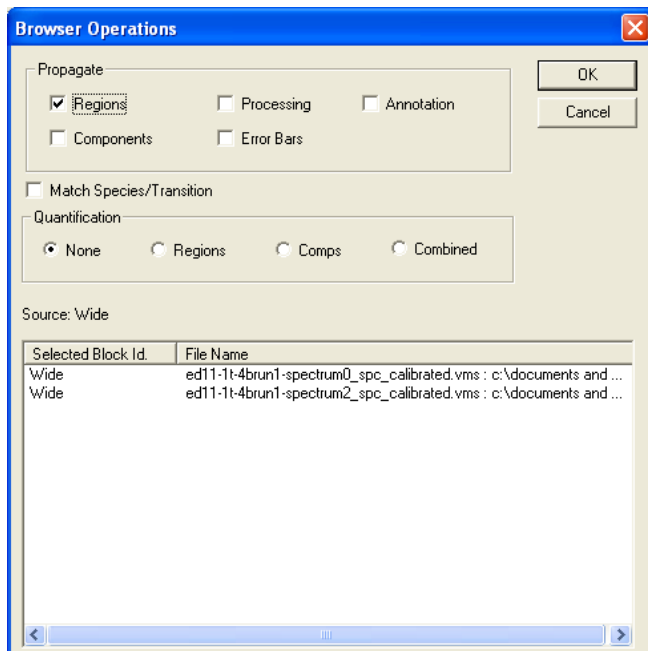 Browser Operations
Propagate
OK
Regions Processing Annotation
Cancel
Components Error Bars
Match Species/Transition
Quantification
None Regions Comps Combined
Source: Wide
Selected Block Id. File Name
Wide ed11-1t-4brun1-spectrum0_spc_calibrated.vms : c:\documents and ...
Wide ed11-1t-4brun1-spectrum2_spc_calibrated.vms : c:\documents and ...